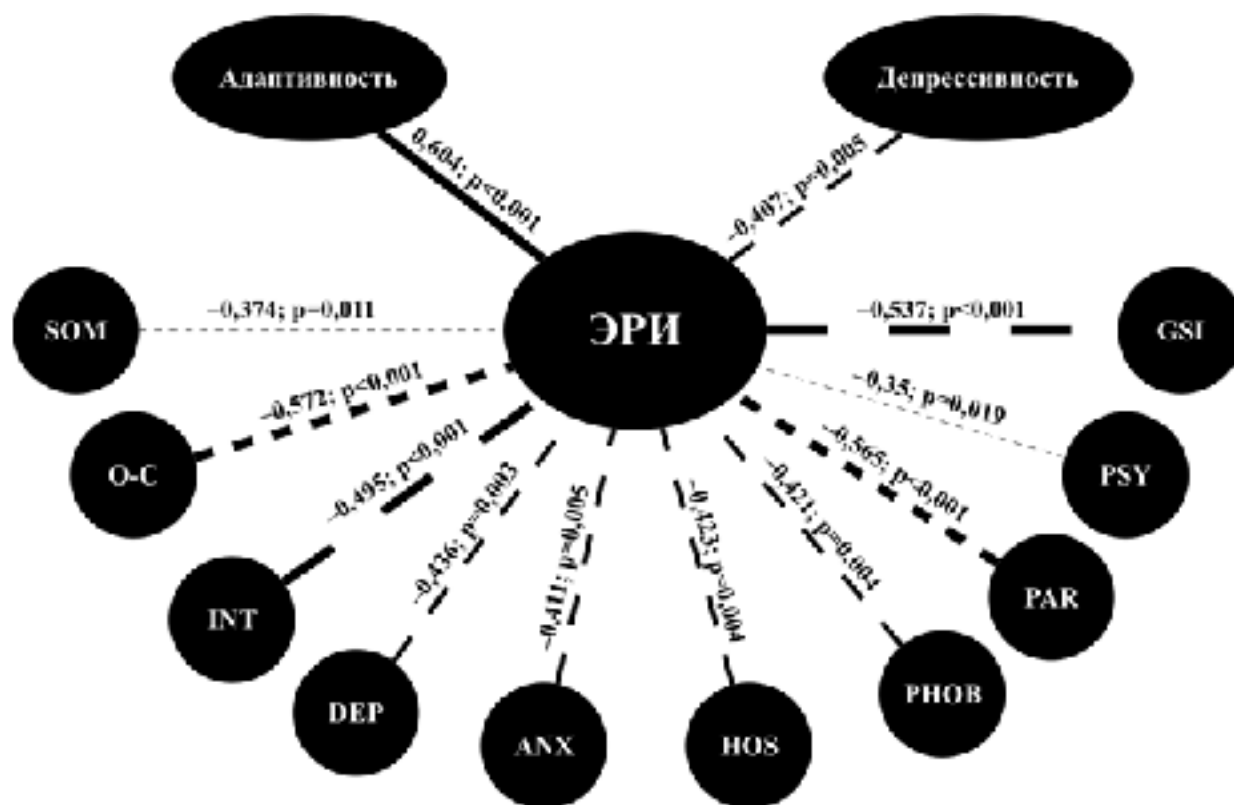 Адаптивность
Депрессивность
0,604; p<0,001
–0,407; p=0,005
ЭРИ
SOM
–0,374; p=0,011
–0,537; p<0,001
GSI
–0,572; p<0,001
–0,35; p=0,019
O-C
PSY
–0,495; p<0,001
–0,565; p<0,001
INT
–0,436; p=0,003
–0,411; p=0,005
–0,423; p=0,004
–0,421; p=0,004
PAR
DEP
ANX
HOS
PHOB